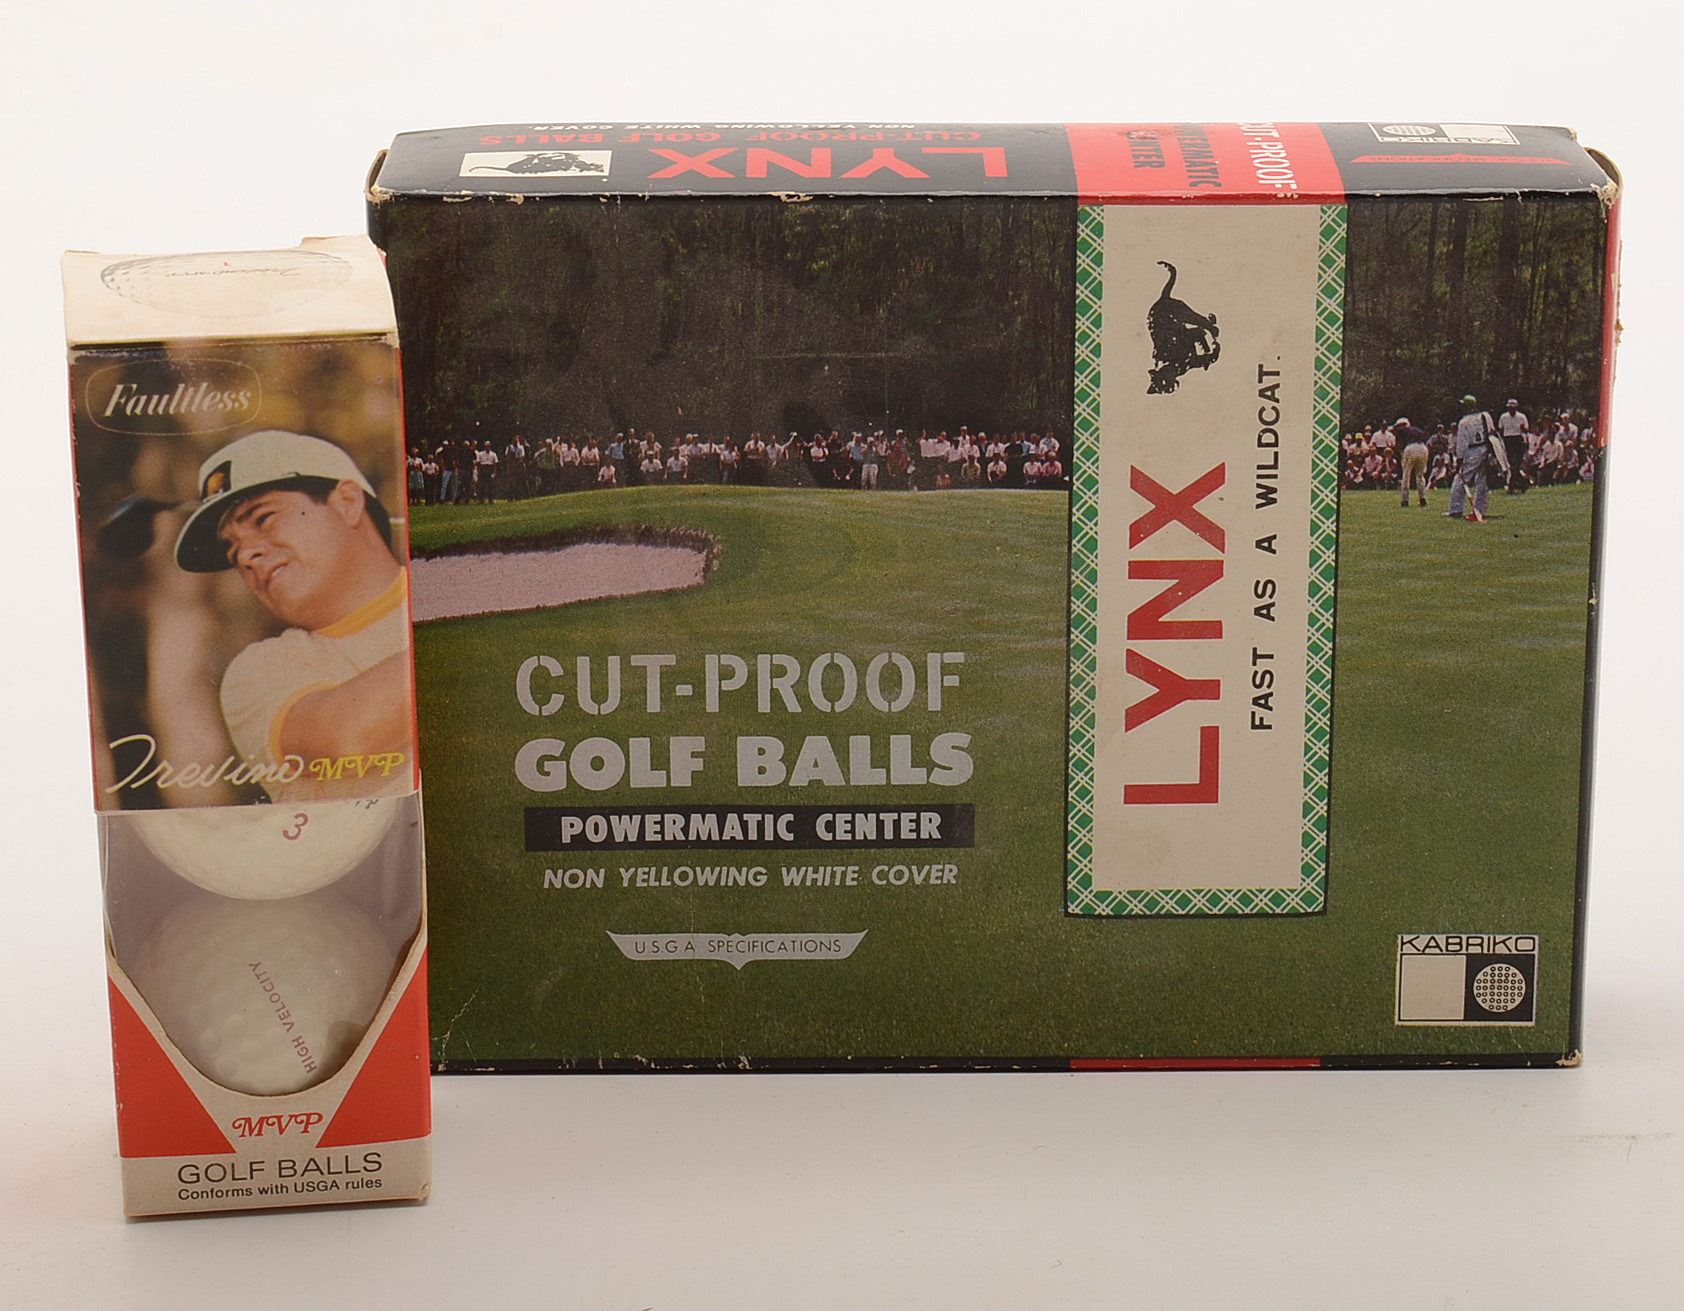 Faultless
Trevino MVP
3
HIGH VELOCITY
MVP
GOLF BALLS
Conforms with USGA rules
LYNX
CUT-PROOF GOLF BALLS
NON YELLOWING WHITE COVER.
CUT-PROOF
POWERMATIC
CENTER
KABRIKO
CUT-PROOF
GOLF BALLS
POWERMATIC CENTER
NON YELLOWING WHITE COVER
U.S.G.A SPECIFICATIONS
LYNX
FAST AS A WILDCAT.
KABRIKO